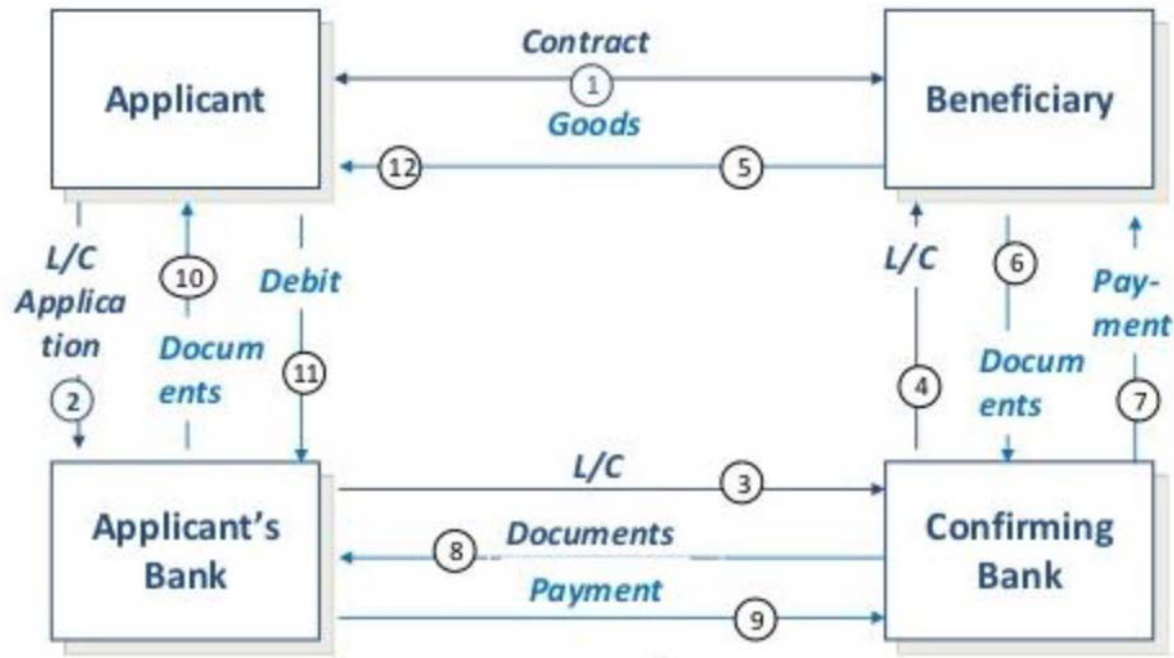 Contract
Applicant
1
Beneficiary
Goods
12
5
L/C
Applica
tion
2
10
Docum
ents
Debit
11
L/C
4
6
Docum
ents
Pay-
ment
7
L/C
3
Applicant's
Bank
Documents
8
Payment
9
Confirming
Bank